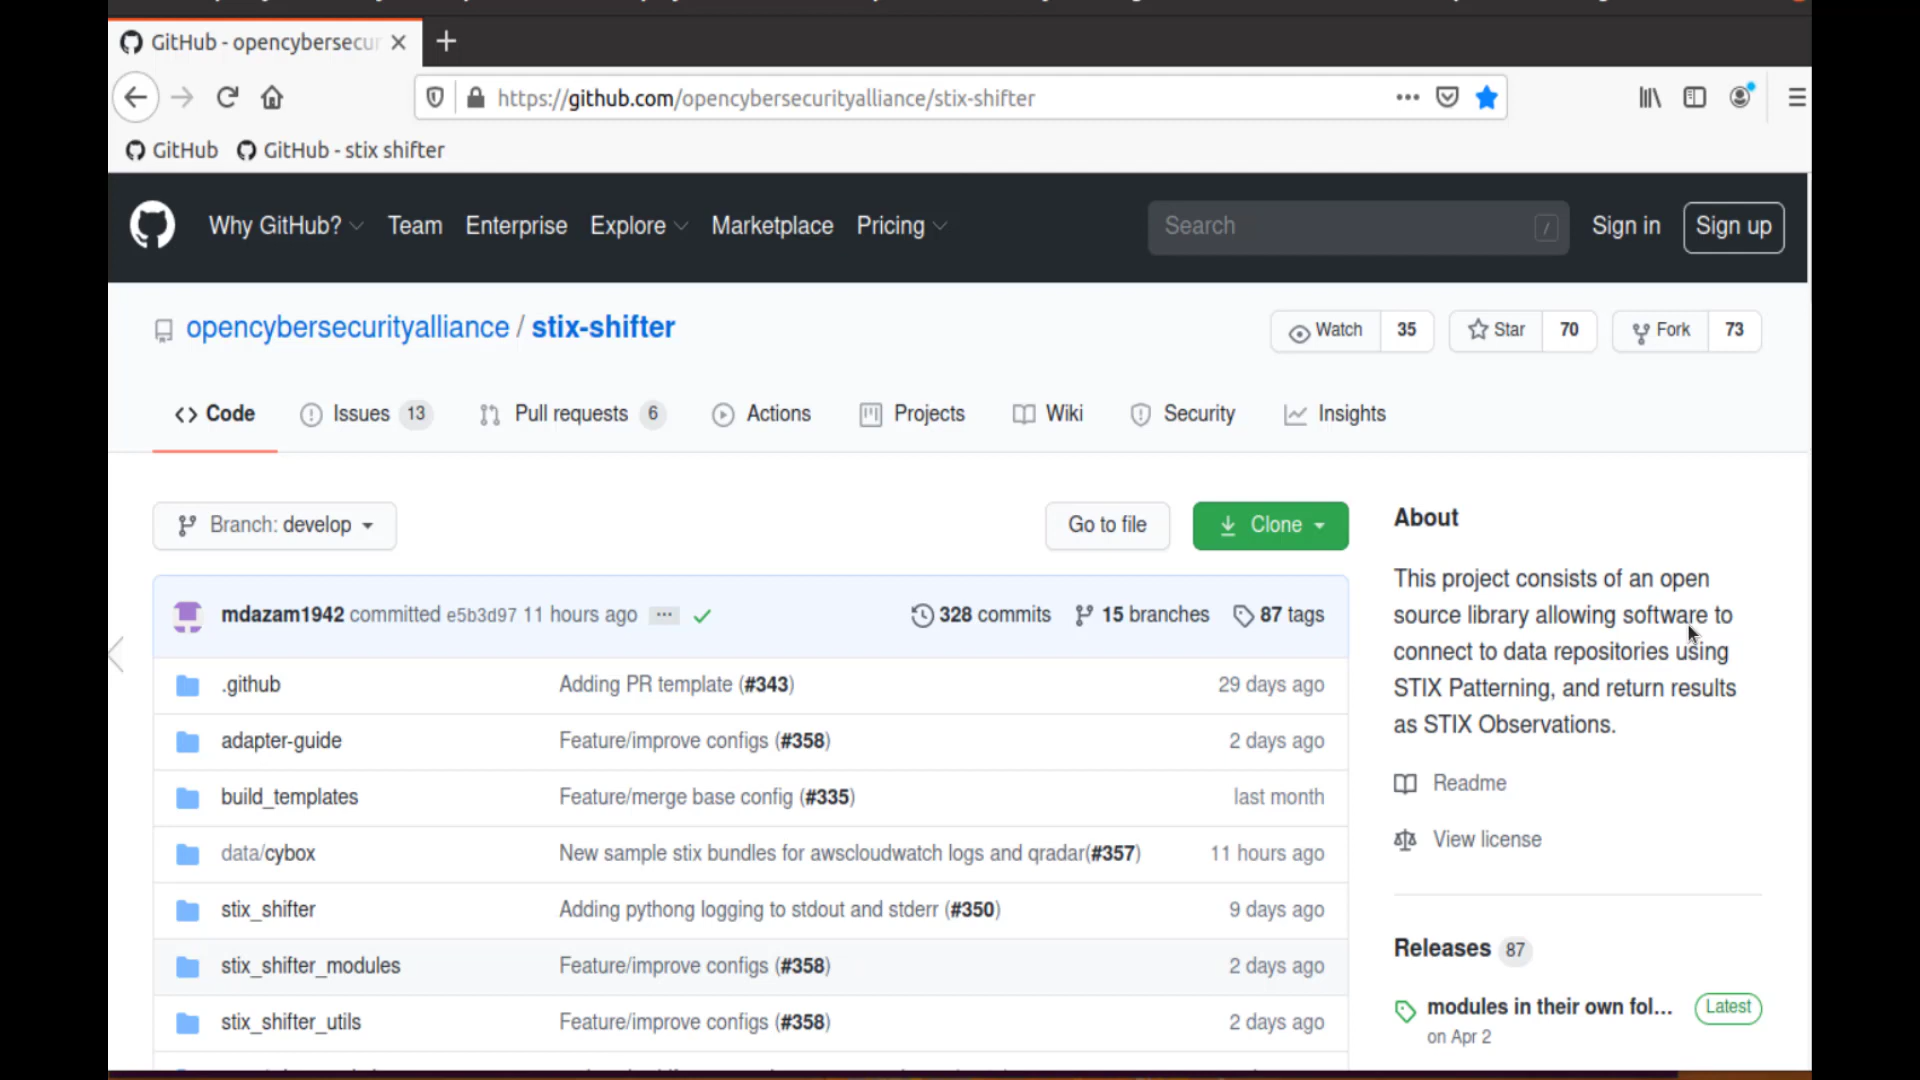 GitHub - opencybersecur
https://github.com/opencybersecurityalliance/stix-shifter
GitHub GitHub - stix shifter
Why GitHub? Team Enterprise Explore Marketplace Pricing Search / Sign in Sign up
opencybersecurityalliance / stix-shifter Watch 35 Star 70 Fork 73
Code Issues 13 Pull requests 6 Actions Projects Wiki Security Insights
Branch: develop Go to file Clone
mdazam1942 committed e5b3d97 11 hours ago ... 328 commits 15 branches 87 tags
.github Adding PR template (#343) 29 days ago
adapter-guide Feature/improve configs (#358) 2 days ago
build_templates Feature/merge base config (#335) last month
data/cybox New sample stix bundles for awscloudwatch logs and qradar(#357) 11 hours ago
stix_shifter Adding pythong logging to stdout and stderr (#350) 9 days ago
stix_shifter_modules Feature/improve configs (#358) 2 days ago
stix_shifter_utils Feature/improve configs (#358) 2 days ago
About
This project consists of an open
source library allowing software to
connect to data repositories using
STIX Patterning, and return results
as STIX Observations.
Readme
View license
Releases 87
modules in their own fol... Latest
on Apr 2